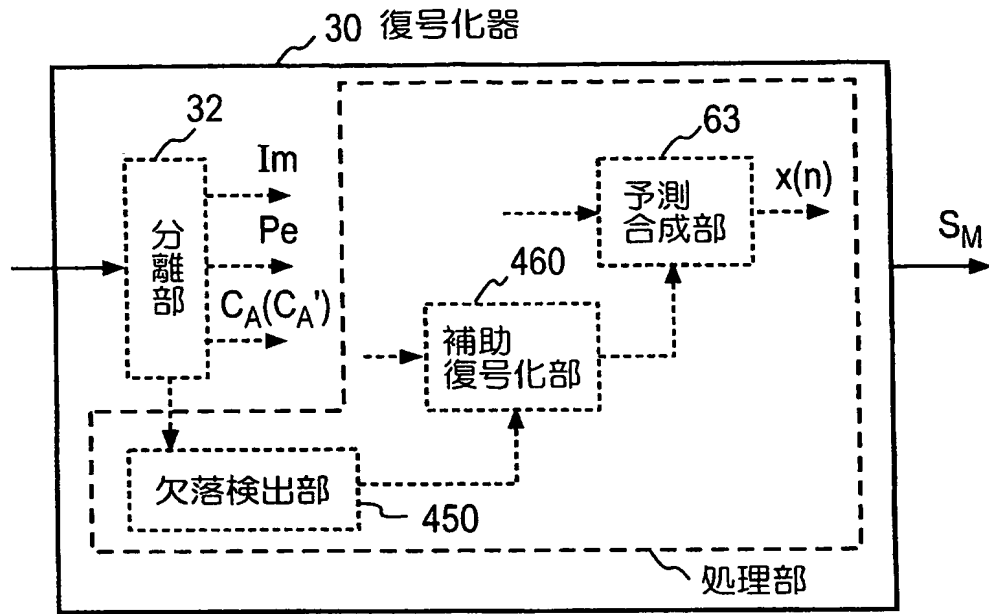 30 復号化器
32
分離部
Im
Pe
C_A(C_A')
63
予測
合成部
x(n)
S_M
460
補助
復号化部
欠落検出部
450
処理部